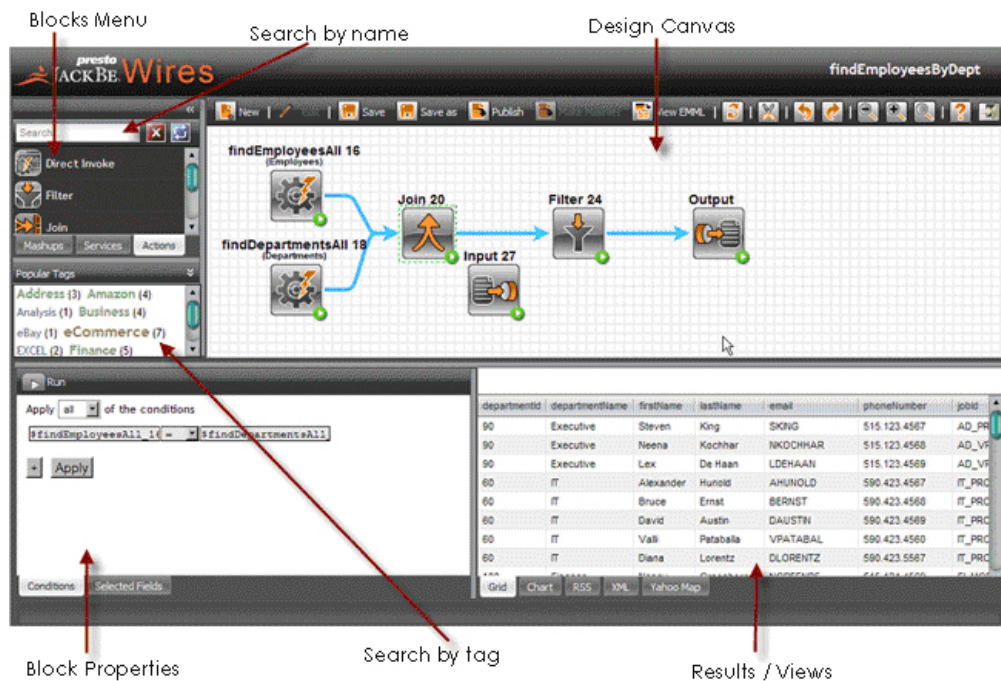 Blocks Menu
Search by name
Design Canvas
presto
JACKBE Wires
findEmployeesByDept
New
Save
Save as
Publish
View EMML
Search
Direct Invoke
Filter
Join
Mashups Services Actions
Popular Tags
Address (3) Amazon (4)
Analysis (1) Business (4)
eBay (1) eCommerce (7)
EXCEL (2) Finance (5)
findEmployeesAll 16
(Employees)
findDepartmentsAll 18
(Departments)
Join 20
Input 27
Filter 24
Output
Run
Apply all of the conditions
$findEmployeesAll_1 = $findDepartmentsAll
+ Apply
Conditions Selected Fields
departmentId departmentName firstName lastName email phoneNumber jobId
90 Executive Steven King SKING 515.123.4567 AD_PR
90 Executive Neena Kochhar NKOCHHAR 515.123.4568 AD_VP
90 Executive Lex De Haan LDEHAAN 515.123.4569 AD_VP
60 IT Alexander Hunold AHUNOLD 590.423.4567 IT_PRO
60 IT Bruce Ernst BERNST 590.423.4568 IT_PRO
60 IT David Austin DAUSTIN 590.423.4569 IT_PRO
60 IT Valli Pataballa VPATABAL 590.423.4560 IT_PRO
60 IT Diana Lorentz DLORENTZ 590.423.5567 IT_PRO
Grid Chart RSS XML Yahoo Map
Block Properties
Search by tag
Results / Views